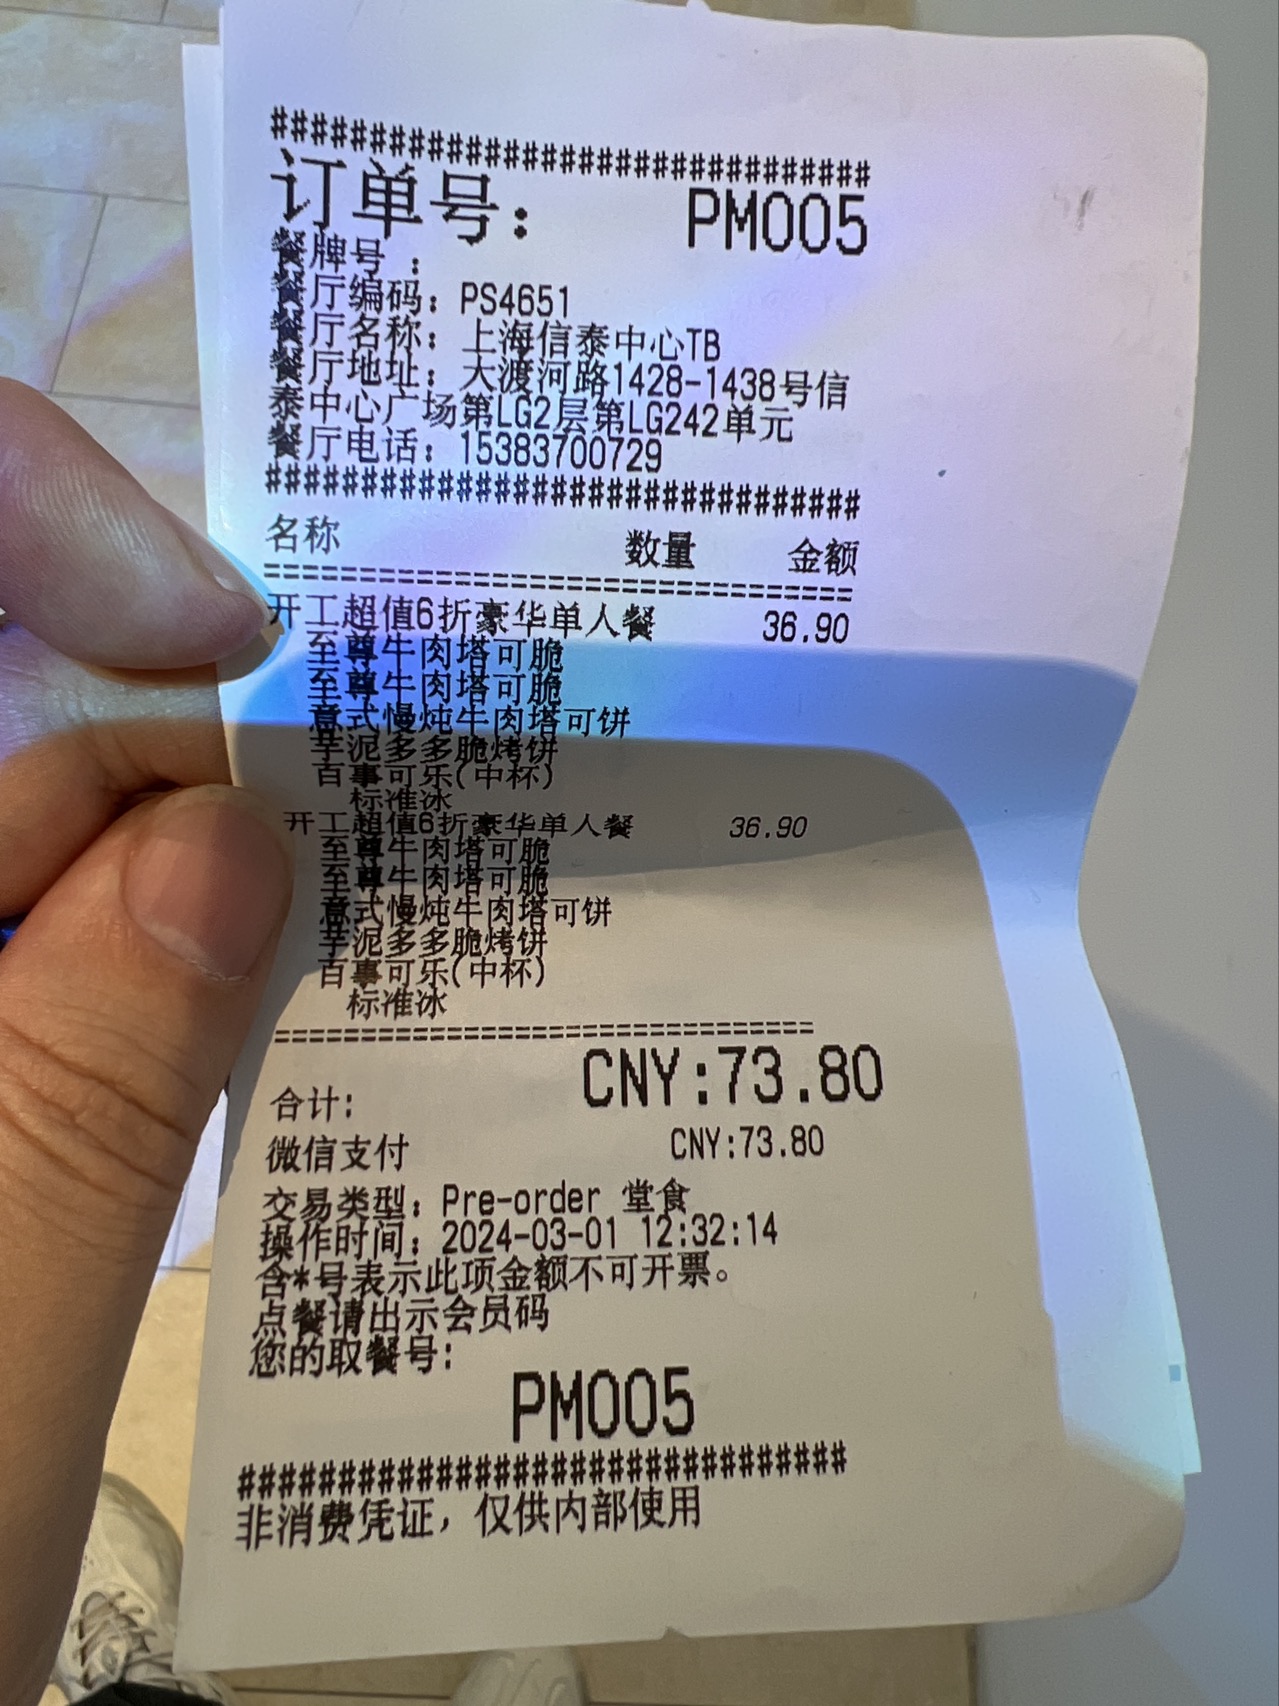 ##############################
订单号： PM005
餐牌号 ：
餐厅编码：PS4651
餐厅名称：上海信泰中心TB
餐厅地址：大渡河路1428-1438号信
泰中心广场第LG2层第LG242单元
餐厅电话：15383700729
##############################
名称 数量 金额
==============================
开工超值6折豪华单人餐 36.90
至尊牛肉塔可脆
至尊牛肉塔可脆
意式慢炖牛肉塔可饼
芋泥多多脆烤饼
百事可乐(中杯)
标准冰
开工超值6折豪华单人餐 36.90
至尊牛肉塔可脆
至尊牛肉塔可脆
意式慢炖牛肉塔可饼
芋泥多多脆烤饼
百事可乐(中杯)
标准冰
==============================
合计: CNY:73.80
微信支付 CNY:73.80
交易类型：Pre-order 堂食
操作时间：2024-03-01 12:32:14
含*号表示此项金额不可开票。
点餐请出示会员码
您的取餐号:
PM005
##############################
非消费凭证，仅供内部使用